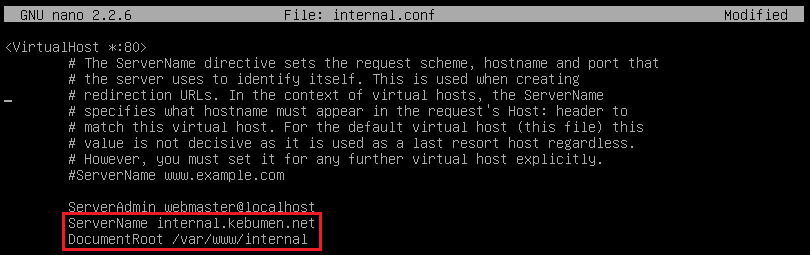 GNU nano 2.2.6 File: internal.conf Modified
<VirtualHost *:80>
# The ServerName directive sets the request scheme, hostname and port that
# the server uses to identify itself. This is used when creating
# redirection URLs. In the context of virtual hosts, the ServerName
# specifies what hostname must appear in the request's Host: header to
# match this virtual host. For the default virtual host (this file) this
# value is not decisive as it is used as a last resort host regardless.
# However, you must set it for any further virtual host explicitly.
#ServerName www.example.com
ServerAdmin webmaster@localhost
ServerName internal.kebumen.net
DocumentRoot /var/www/internal